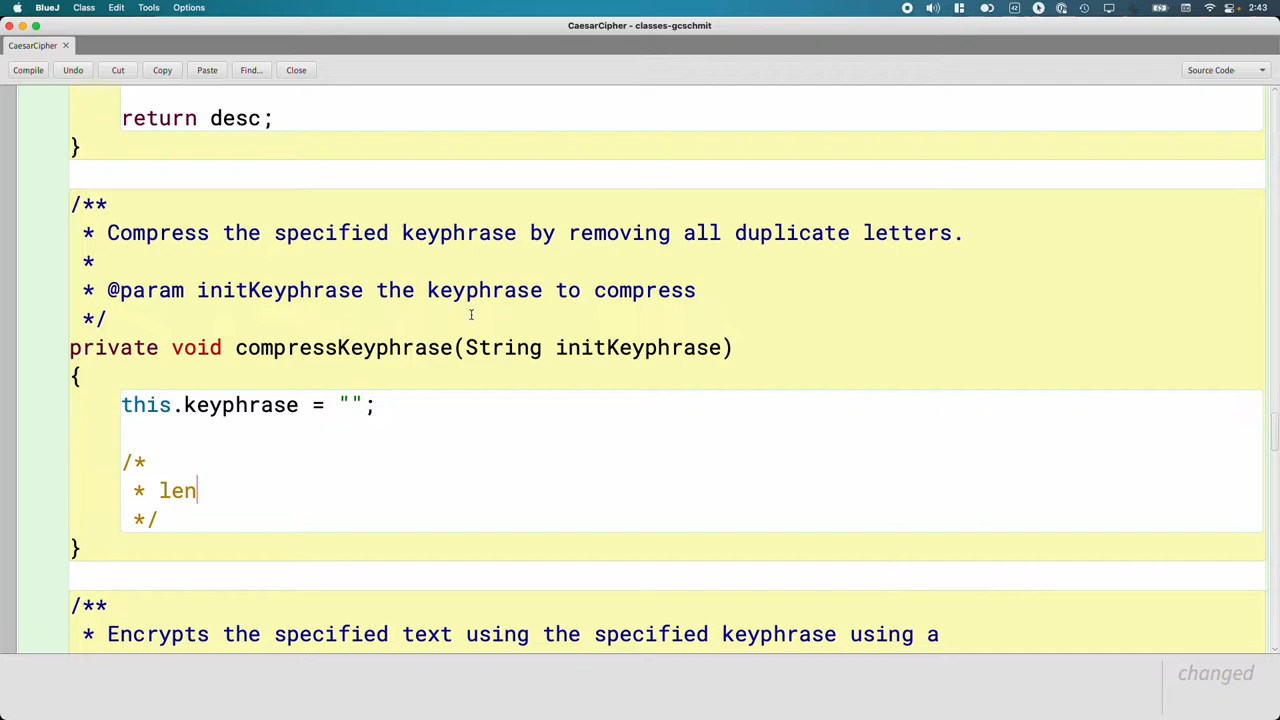 BlueJ Class Edit Tools Options 42 2:43
CaesarCipher - classes-gcschmit
CaesarCipher ×
Compile Undo Cut Copy Paste Find... Close Source Code
return desc;
}
/**
* Compress the specified keyphrase by removing all duplicate letters.
*
* @param initKeyphrase the keyphrase to compress
*/
private void compressKeyphrase(String initKeyphrase)
{
this.keyphrase = "";
/*
* len
*/
}
/**
* Encrypts the specified text using the specified keyphrase using a
changed